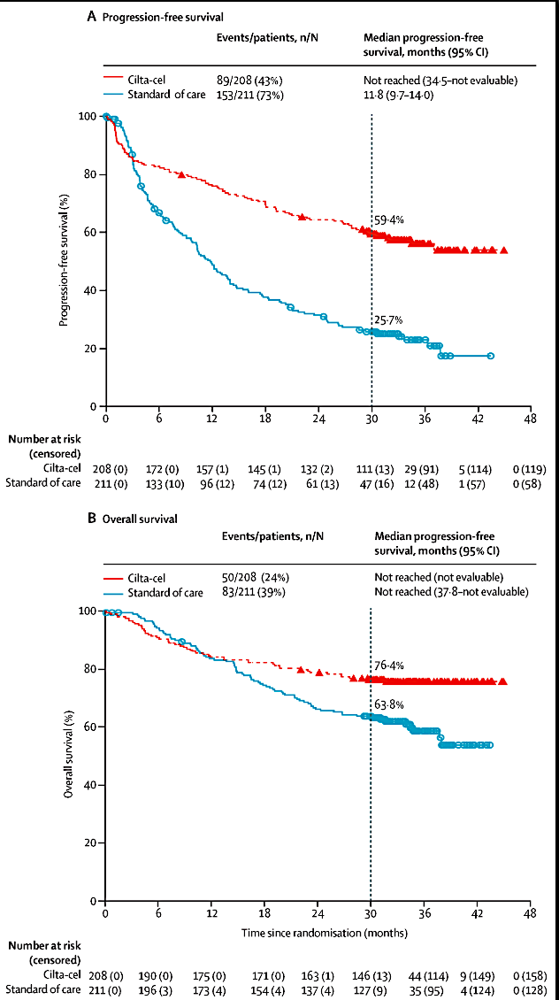 A Progression-free survival
Events/patients, n/N Median progression-free survival, months (95% CI)
Cilta-cel 89/208 (43%) Not reached (34·5–not evaluable)
Standard of care 153/211 (73%) 11·8 (9·7–14·0)
Progression-free survival (%)
100
80
60
40
20
0
59·4%
25·7%
0 6 12 18 24 30 36 42 48
Number at risk
(censored)
Cilta-cel 208 (0) 172 (0) 157 (1) 145 (1) 132 (2) 111 (13) 29 (91) 5 (114) 0 (119)
Standard of care 211 (0) 133 (10) 96 (12) 74 (12) 61 (13) 47 (16) 12 (48) 1 (57) 0 (58)
B Overall survival
Events/patients, n/N Median progression-free survival, months (95% CI)
Cilta-cel 50/208 (24%) Not reached (not evaluable)
Standard of care 83/211 (39%) Not reached (37·8–not evaluable)
Overall survival (%)
100
80
60
40
20
0
76·4%
63·8%
0 6 12 18 24 30 36 42 48
Time since randomisation (months)
Number at risk
(censored)
Cilta-cel 208 (0) 190 (0) 175 (0) 171 (0) 163 (1) 146 (13) 44 (114) 9 (149) 0 (158)
Standard of care 211 (0) 196 (3) 173 (4) 154 (4) 137 (4) 127 (9) 35 (95) 4 (124) 0 (128)